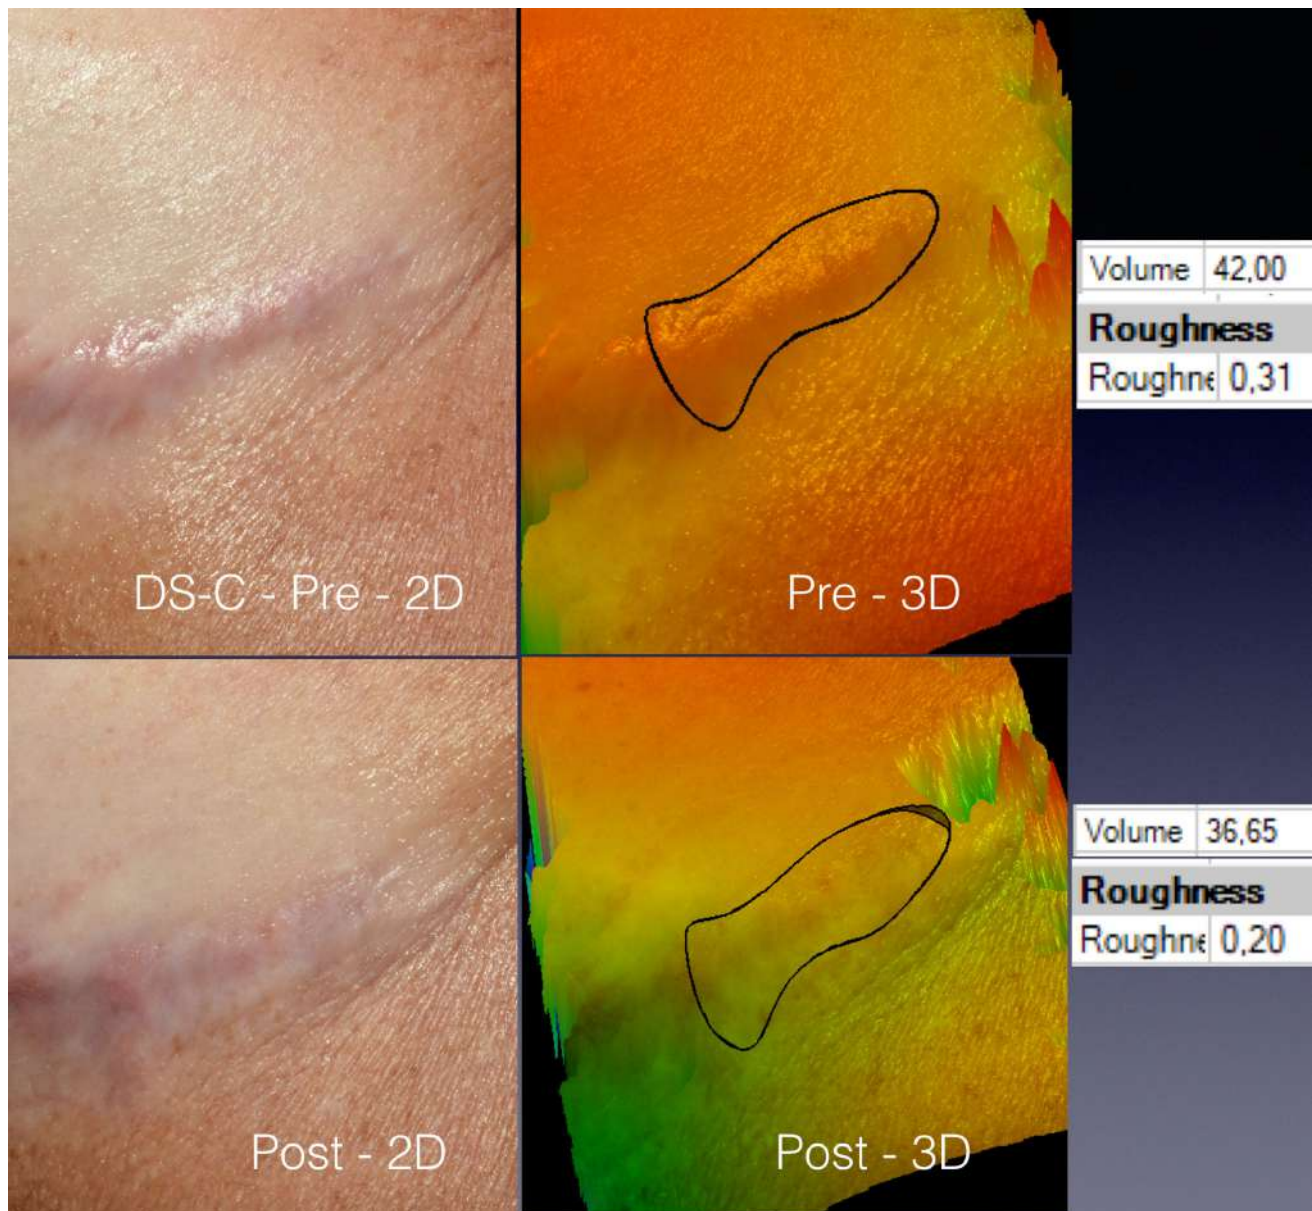 Volume 42,00
Roughness
Roughne 0,31
DS-C - Pre - 2D
Pre - 3D
Volume 36,65
Roughness
Roughne 0,20
Post - 2D
Post - 3D